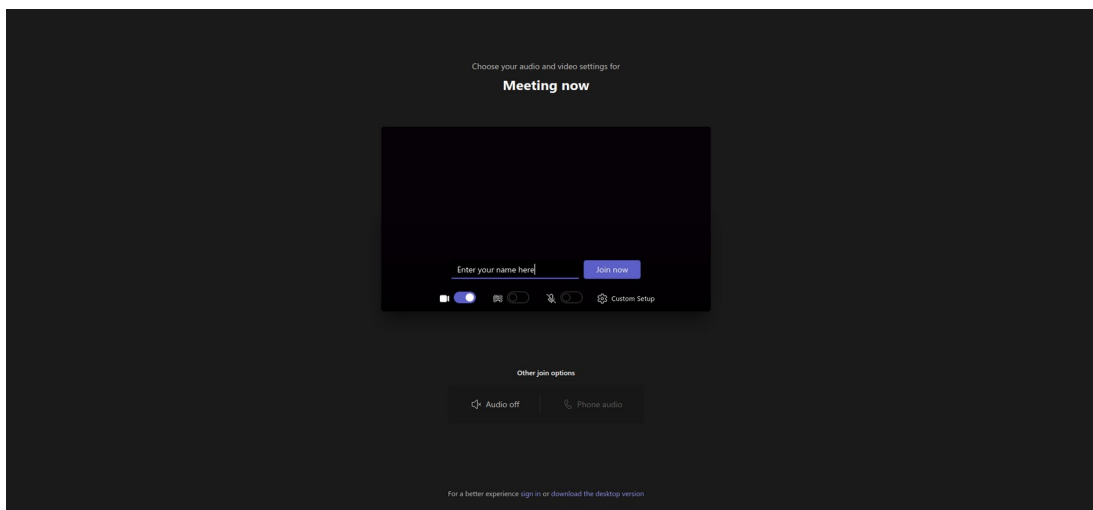 Choose your audio and video settings for
Meeting now
Enter your name here
Join now
Custom Setup
Other join options
Audio off
Phone audio
For a better experience sign in or download the desktop version